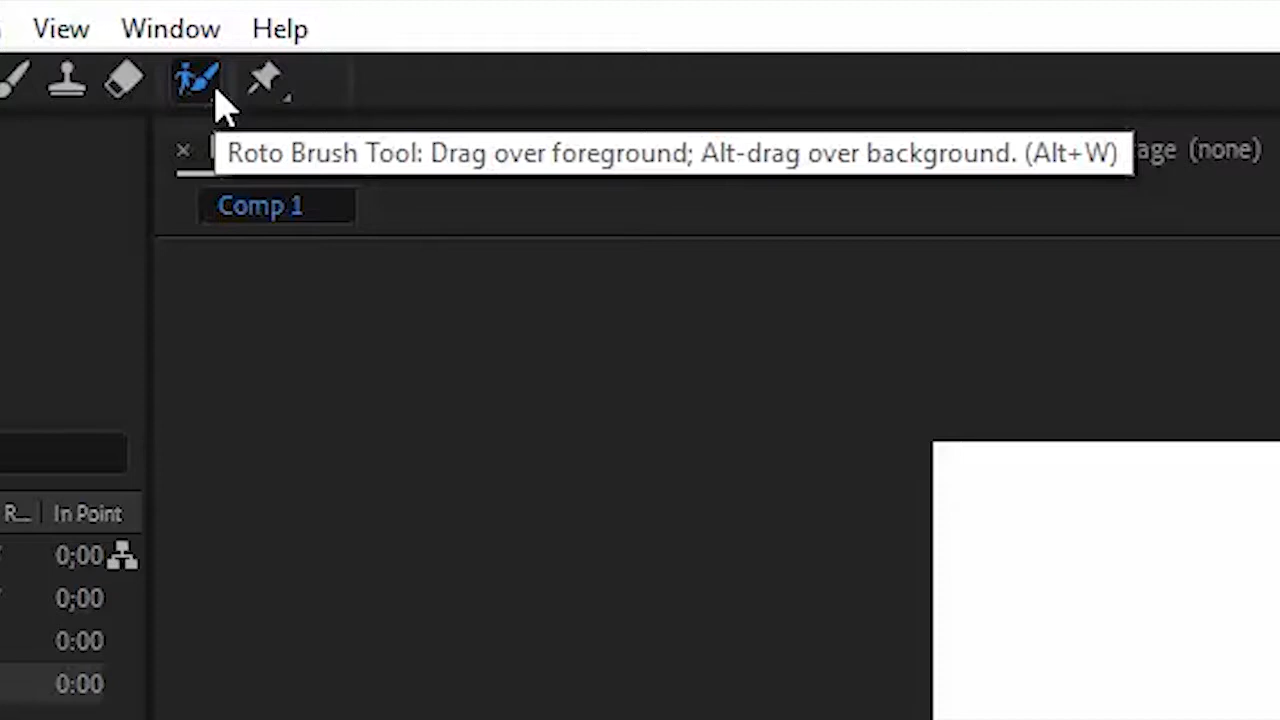 View Window Help
Roto Brush Tool: Drag over foreground; Alt-drag over background. (Alt+W)
age (none)
Comp 1
R... In Point
0;00
0;00
0:00
0:00